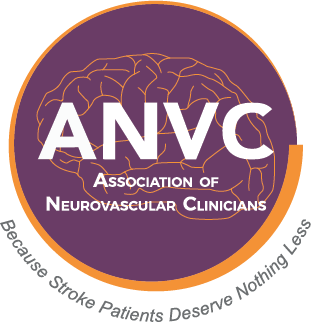 ANVC
ASSOCIATION OF
NEUROVASCULAR CLINICIANS
Because Stroke Patients Deserve Nothing Less